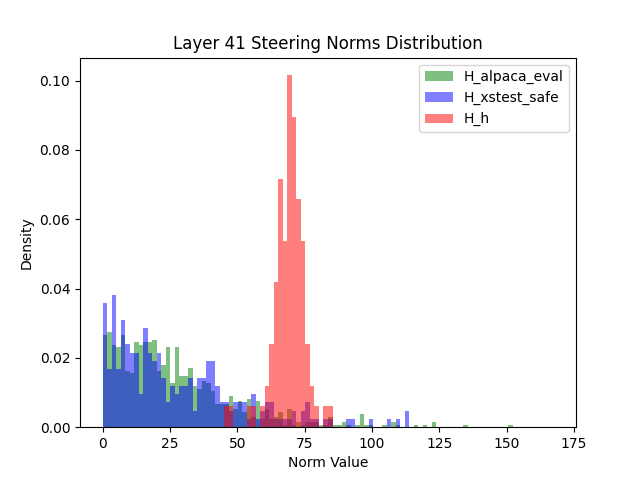 Layer 41 Steering Norms Distribution
H_alpaca_eval
H_xstest_safe
H_h
0.10
0.08
0.06
0.04
0.02
0.00
Density
0 25 50 75 100 125 150 175
Norm Value